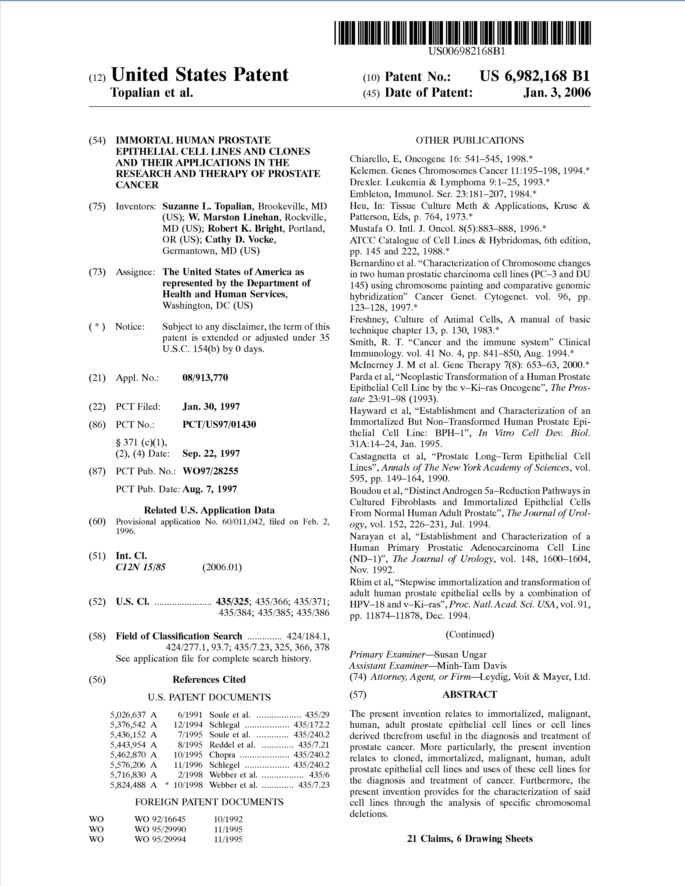 US006982168B1
(12) United States Patent
Topalian et al.
(10) Patent No.: US 6,982,168 B1
(45) Date of Patent: Jan. 3, 2006
(54) IMMORTAL HUMAN PROSTATE
EPITHELIAL CELL LINES AND CLONES
AND THEIR APPLICATIONS IN THE
RESEARCH AND THERAPY OF PROSTATE
CANCER
(75) Inventors: Suzanne L. Topalian, Brookeville, MD
(US); W. Marston Linehan, Rockville,
MD (US); Robert K. Bright, Portland,
OR (US); Cathy D. Vocke,
Germantown, MD (US)
(73) Assignee: The United States of America as
represented by the Department of
Health and Human Services,
Washington, DC (US)
( * ) Notice: Subject to any disclaimer, the term of this
patent is extended or adjusted under 35
U.S.C. 154(b) by 0 days.
(21) Appl. No.: 08/913,770
(22) PCT Filed: Jan. 30, 1997
(86) PCT No.: PCT/US97/01430
§ 371 (c)(1),
(2), (4) Date: Sep. 22, 1997
(87) PCT Pub. No.: WO97/28255
PCT Pub. Date: Aug. 7, 1997
Related U.S. Application Data
(60) Provisional application No. 60/011,042, filed on Feb. 2,
1996.
(51) Int. Cl.
C12N 15/85 (2006.01)
(52) U.S. Cl. ...................... 435/325; 435/366; 435/371;
435/384; 435/385; 435/386
(58) Field of Classification Search ............. 424/184.1,
424/277.1, 93.7; 435/7.23, 325, 366, 378
See application file for complete search history.
(56) References Cited
U.S. PATENT DOCUMENTS
5,026,637 A 6/1991 Soule et al. .................. 435/29
5,376,542 A 12/1994 Schlegal .................. 435/172.2
5,436,152 A 7/1995 Soule et al. ............. 435/240.2
5,443,954 A 8/1995 Reddel et al. ............. 435/7.21
5,462,870 A 10/1995 Chopra ................... 435/240.2
5,576,206 A 11/1996 Schlegel .................. 435/240.2
5,716,830 A 2/1998 Webber et al. ................. 435/6
5,824,488 A * 10/1998 Webber et al. ............. 435/7.23
FOREIGN PATENT DOCUMENTS
WO WO 92/16645 10/1992
WO WO 95/29990 11/1995
WO WO 95/29994 11/1995
OTHER PUBLICATIONS
Chiarello, E, Oncogene 16: 541-545, 1998.*
Kelemen. Genes Chromosomes Cancer 11:195-198, 1994.*
Drexler. Leukemia & Lymphoma 9:1-25, 1993.*
Embleton, Immunol. Ser. 23:181-207, 1984.*
Heu, In: Tissue Culture Meth & Applications, Kruse &
Patterson, Eds, p. 764, 1973.*
Mustafa O. Intl. J. Oncol. 8(5):883-888, 1996.*
ATCC Catalogue of Cell Lines & Hybridomas, 6th edition,
pp. 145 and 222, 1988.*
Bernardino et al. "Characterization of Chromosome changes
in two human prostatic charcinoma cell lines (PC-3 and DU
145) using chromosome painting and comparative genomic
hybridization" Cancer Genet. Cytogenet. vol. 96, pp.
123-128, 1997.*
Freshney, Culture of Animal Cells, A manual of basic
technique chapter 13, p. 130, 1983.*
Smith, R. T. "Cancer and the immune system" Clinical
Immunology. vol. 41 No. 4, pp. 841-850, Aug. 1994.*
McInerney J. M et al. Gene Therapy 7(8): 653-63, 2000.*
Parda et al, "Neoplastic Transformation of a Human Prostate
Epithelial Cell Line by the v-Ki-ras Oncogene", The Pros-
tate 23:91-98 (1993).
Hayward et al, "Establishment and Characterization of an
Immortalized But Non-Transformed Human Prostate Epi-
thelial Cell Line: BPH-1", In Vitro Cell Dev. Biol.
31A:14-24, Jan. 1995.
Castagnetta et al, "Prostate Long-Term Epithelial Cell
Lines", Annals of The New York Academy of Sciences, vol.
595, pp. 149-164, 1990.
Boudou et al, "Distinct Androgen 5a-Reduction Pathways in
Cultured Fibroblasts and Immortalized Epithelial Cells
From Normal Human Adult Prostate", The Journal of Urol-
ogy, vol. 152, 226-231, Jul. 1994.
Narayan et al, "Establishment and Characterization of a
Human Primary Prostatic Adenocarcinoma Cell Line
(ND-1)", The Journal of Urology, vol. 148, 1600-1604,
Nov. 1992.
Rhim et al, "Stepwise immortalization and transformation of
adult human prostate epithelial cells by a combination of
HPV-18 and v-Ki-ras", Proc. Natl. Acad. Sci. USA, vol. 91,
pp. 11874-11878, Dec. 1994.
(Continued)
Primary Examiner—Susan Ungar
Assistant Examiner—Minh-Tam Davis
(74) Attorney, Agent, or Firm—Leydig, Voit & Mayer, Ltd.
(57) ABSTRACT
The present invention relates to immortalized, malignant,
human, adult prostate epithelial cell lines or cell lines
derived therefrom useful in the diagnosis and treatment of
prostate cancer. More particularly, the present invention
relates to cloned, immortalized, malignant, human, adult
prostate epithelial cell lines and uses of these cell lines for
the diagnosis and treatment of cancer. Furthermore, the
present invention provides for the characterization of said
cell lines through the analysis of specific chromosomal
deletions.
21 Claims, 6 Drawing Sheets